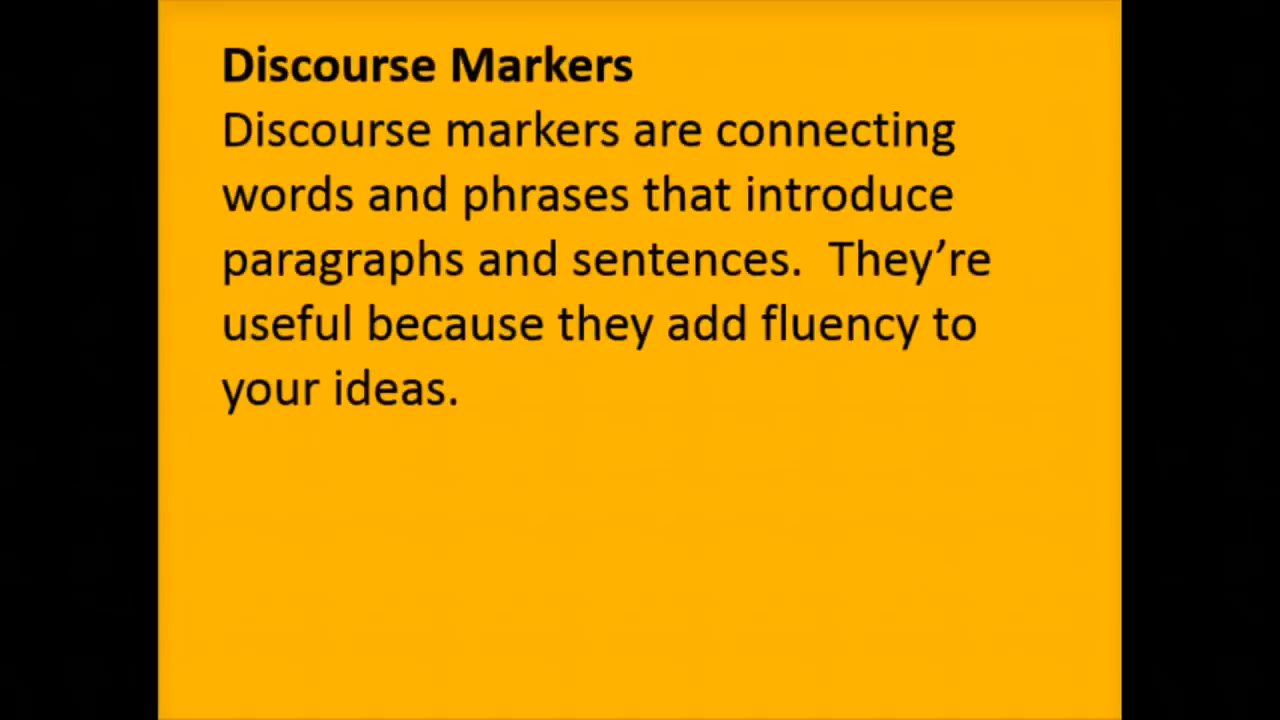 Discourse Markers
Discourse markers are connecting
words and phrases that introduce
paragraphs and sentences.  They’re
useful because they add fluency to
your ideas.